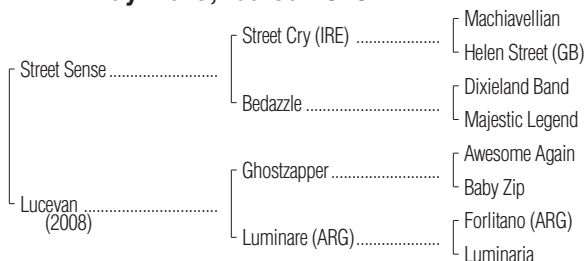 Machiavellian
Street Cry (IRE) ......................
Helen Street (GB)
Street Sense .............................
Dixieland Band
Bedazzle ...................................
Majestic Legend
Awesome Again
Ghostzapper .............................
Baby Zip
Lucevan ....................................
(2008)
Forlitano (ARG)
Luminare (ARG) ......................
Luminaria